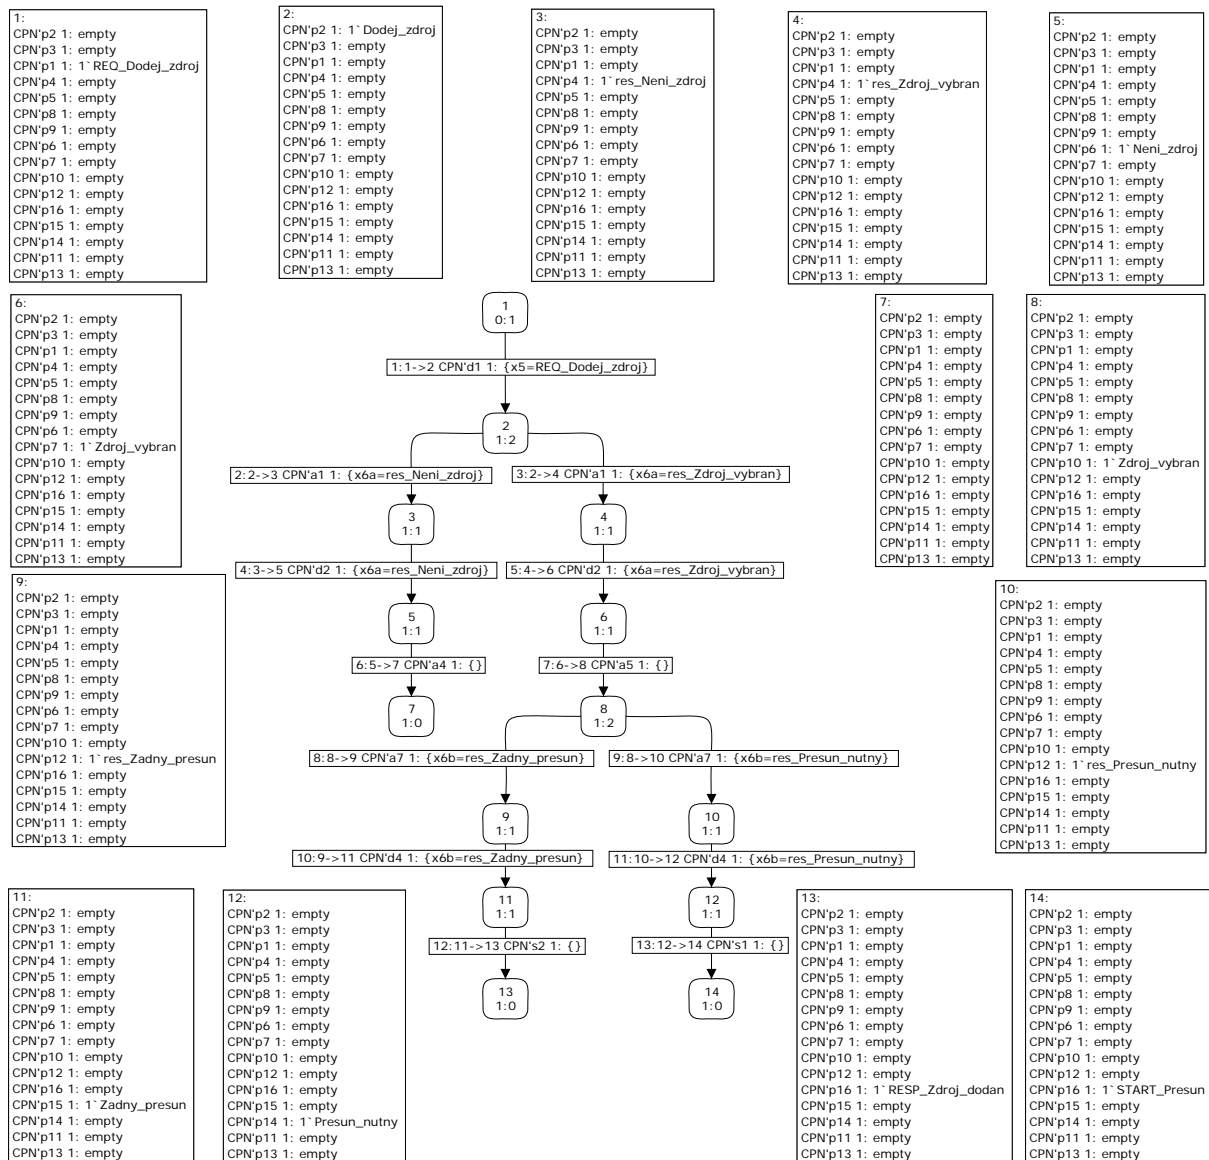 1:
CPN'p2 1: empty
CPN'p3 1: empty
CPN'p1 1: 1`REQ_Dodej_zdroj
CPN'p4 1: empty
CPN'p5 1: empty
CPN'p8 1: empty
CPN'p9 1: empty
CPN'p6 1: empty
CPN'p7 1: empty
CPN'p10 1: empty
CPN'p12 1: empty
CPN'p16 1: empty
CPN'p15 1: empty
CPN'p14 1: empty
CPN'p11 1: empty
CPN'p13 1: empty
2:
CPN'p2 1: 1`Dodej_zdroj
CPN'p3 1: empty
CPN'p1 1: empty
CPN'p4 1: empty
CPN'p5 1: empty
CPN'p8 1: empty
CPN'p9 1: empty
CPN'p6 1: empty
CPN'p7 1: empty
CPN'p10 1: empty
CPN'p12 1: empty
CPN'p16 1: empty
CPN'p15 1: empty
CPN'p14 1: empty
CPN'p11 1: empty
CPN'p13 1: empty
3:
CPN'p2 1: empty
CPN'p3 1: empty
CPN'p1 1: empty
CPN'p4 1: 1`res_Neni_zdroj
CPN'p5 1: empty
CPN'p8 1: empty
CPN'p9 1: empty
CPN'p6 1: empty
CPN'p7 1: empty
CPN'p10 1: empty
CPN'p12 1: empty
CPN'p16 1: empty
CPN'p15 1: empty
CPN'p14 1: empty
CPN'p11 1: empty
CPN'p13 1: empty
4:
CPN'p2 1: empty
CPN'p3 1: empty
CPN'p1 1: empty
CPN'p4 1: 1`res_Zdroj_vybran
CPN'p5 1: empty
CPN'p8 1: empty
CPN'p9 1: empty
CPN'p6 1: empty
CPN'p7 1: empty
CPN'p10 1: empty
CPN'p12 1: empty
CPN'p16 1: empty
CPN'p15 1: empty
CPN'p14 1: empty
CPN'p11 1: empty
CPN'p13 1: empty
5:
CPN'p2 1: empty
CPN'p3 1: empty
CPN'p1 1: empty
CPN'p4 1: empty
CPN'p5 1: empty
CPN'p8 1: empty
CPN'p9 1: empty
CPN'p6 1: 1`Neni_zdroj
CPN'p7 1: empty
CPN'p10 1: empty
CPN'p12 1: empty
CPN'p16 1: empty
CPN'p15 1: empty
CPN'p14 1: empty
CPN'p11 1: empty
CPN'p13 1: empty
6:
CPN'p2 1: empty
CPN'p3 1: empty
CPN'p1 1: empty
CPN'p4 1: empty
CPN'p5 1: empty
CPN'p8 1: empty
CPN'p9 1: empty
CPN'p6 1: empty
CPN'p7 1: 1`Zdroj_vybran
CPN'p10 1: empty
CPN'p12 1: empty
CPN'p16 1: empty
CPN'p15 1: empty
CPN'p14 1: empty
CPN'p11 1: empty
CPN'p13 1: empty
1
0:1
1:1->2 CPN'd1 1: {x5=REQ_Dodej_zdroj}
2
1:2
2:2->3 CPN'a1 1: {x6a=res_Neni_zdroj}
3:2->4 CPN'a1 1: {x6a=res_Zdroj_vybran}
3
1:1
4
1:1
4:3->5 CPN'd2 1: {x6a=res_Neni_zdroj}
5:4->6 CPN'd2 1: {x6a=res_Zdroj_vybran}
5
1:1
6
1:1
6:5->7 CPN'a4 1: {}
7:6->8 CPN'a5 1: {}
7
1:0
8
1:2
8:8->9 CPN'a7 1: {x6b=res_Zadny_presun}
9:8->10 CPN'a7 1: {x6b=res_Presun_nutny}
9
1:1
10
1:1
10:9->11 CPN'd4 1: {x6b=res_Zadny_presun}
11:10->12 CPN'd4 1: {x6b=res_Presun_nutny}
11
1:1
12
1:1
12:11->13 CPN's2 1: {}
13:12->14 CPN's1 1: {}
13
1:0
14
1:0
7:
CPN'p2 1: empty
CPN'p3 1: empty
CPN'p1 1: empty
CPN'p4 1: empty
CPN'p5 1: empty
CPN'p8 1: empty
CPN'p9 1: empty
CPN'p6 1: empty
CPN'p7 1: empty
CPN'p10 1: empty
CPN'p12 1: empty
CPN'p16 1: empty
CPN'p15 1: empty
CPN'p14 1: empty
CPN'p11 1: empty
CPN'p13 1: empty
8:
CPN'p2 1: empty
CPN'p3 1: empty
CPN'p1 1: empty
CPN'p4 1: empty
CPN'p5 1: empty
CPN'p8 1: empty
CPN'p9 1: empty
CPN'p6 1: empty
CPN'p7 1: empty
CPN'p10 1: 1`Zdroj_vybran
CPN'p12 1: empty
CPN'p16 1: empty
CPN'p15 1: empty
CPN'p14 1: empty
CPN'p11 1: empty
CPN'p13 1: empty
9:
CPN'p2 1: empty
CPN'p3 1: empty
CPN'p1 1: empty
CPN'p4 1: empty
CPN'p5 1: empty
CPN'p8 1: empty
CPN'p9 1: empty
CPN'p6 1: empty
CPN'p7 1: empty
CPN'p10 1: empty
CPN'p12 1: 1`res_Zadny_presun
CPN'p16 1: empty
CPN'p15 1: empty
CPN'p14 1: empty
CPN'p11 1: empty
CPN'p13 1: empty
10:
CPN'p2 1: empty
CPN'p3 1: empty
CPN'p1 1: empty
CPN'p4 1: empty
CPN'p5 1: empty
CPN'p8 1: empty
CPN'p9 1: empty
CPN'p6 1: empty
CPN'p7 1: empty
CPN'p10 1: empty
CPN'p12 1: 1`res_Presun_nutny
CPN'p16 1: empty
CPN'p15 1: empty
CPN'p14 1: empty
CPN'p11 1: empty
CPN'p13 1: empty
11:
CPN'p2 1: empty
CPN'p3 1: empty
CPN'p1 1: empty
CPN'p4 1: empty
CPN'p5 1: empty
CPN'p8 1: empty
CPN'p9 1: empty
CPN'p6 1: empty
CPN'p7 1: empty
CPN'p10 1: empty
CPN'p12 1: empty
CPN'p16 1: empty
CPN'p15 1: 1`Zadny_presun
CPN'p14 1: empty
CPN'p11 1: empty
CPN'p13 1: empty
12:
CPN'p2 1: empty
CPN'p3 1: empty
CPN'p1 1: empty
CPN'p4 1: empty
CPN'p5 1: empty
CPN'p8 1: empty
CPN'p9 1: empty
CPN'p6 1: empty
CPN'p7 1: empty
CPN'p10 1: empty
CPN'p12 1: empty
CPN'p16 1: empty
CPN'p15 1: empty
CPN'p14 1: 1`Presun_nutny
CPN'p11 1: empty
CPN'p13 1: empty
13:
CPN'p2 1: empty
CPN'p3 1: empty
CPN'p1 1: empty
CPN'p4 1: empty
CPN'p5 1: empty
CPN'p8 1: empty
CPN'p9 1: empty
CPN'p6 1: empty
CPN'p7 1: empty
CPN'p10 1: empty
CPN'p12 1: empty
CPN'p16 1: 1`RESP_Zdroj_dodan
CPN'p15 1: empty
CPN'p14 1: empty
CPN'p11 1: empty
CPN'p13 1: empty
14:
CPN'p2 1: empty
CPN'p3 1: empty
CPN'p1 1: empty
CPN'p4 1: empty
CPN'p5 1: empty
CPN'p8 1: empty
CPN'p9 1: empty
CPN'p6 1: empty
CPN'p7 1: empty
CPN'p10 1: empty
CPN'p12 1: empty
CPN'p16 1: 1`START_Presun
CPN'p15 1: empty
CPN'p14 1: empty
CPN'p11 1: empty
CPN'p13 1: empty